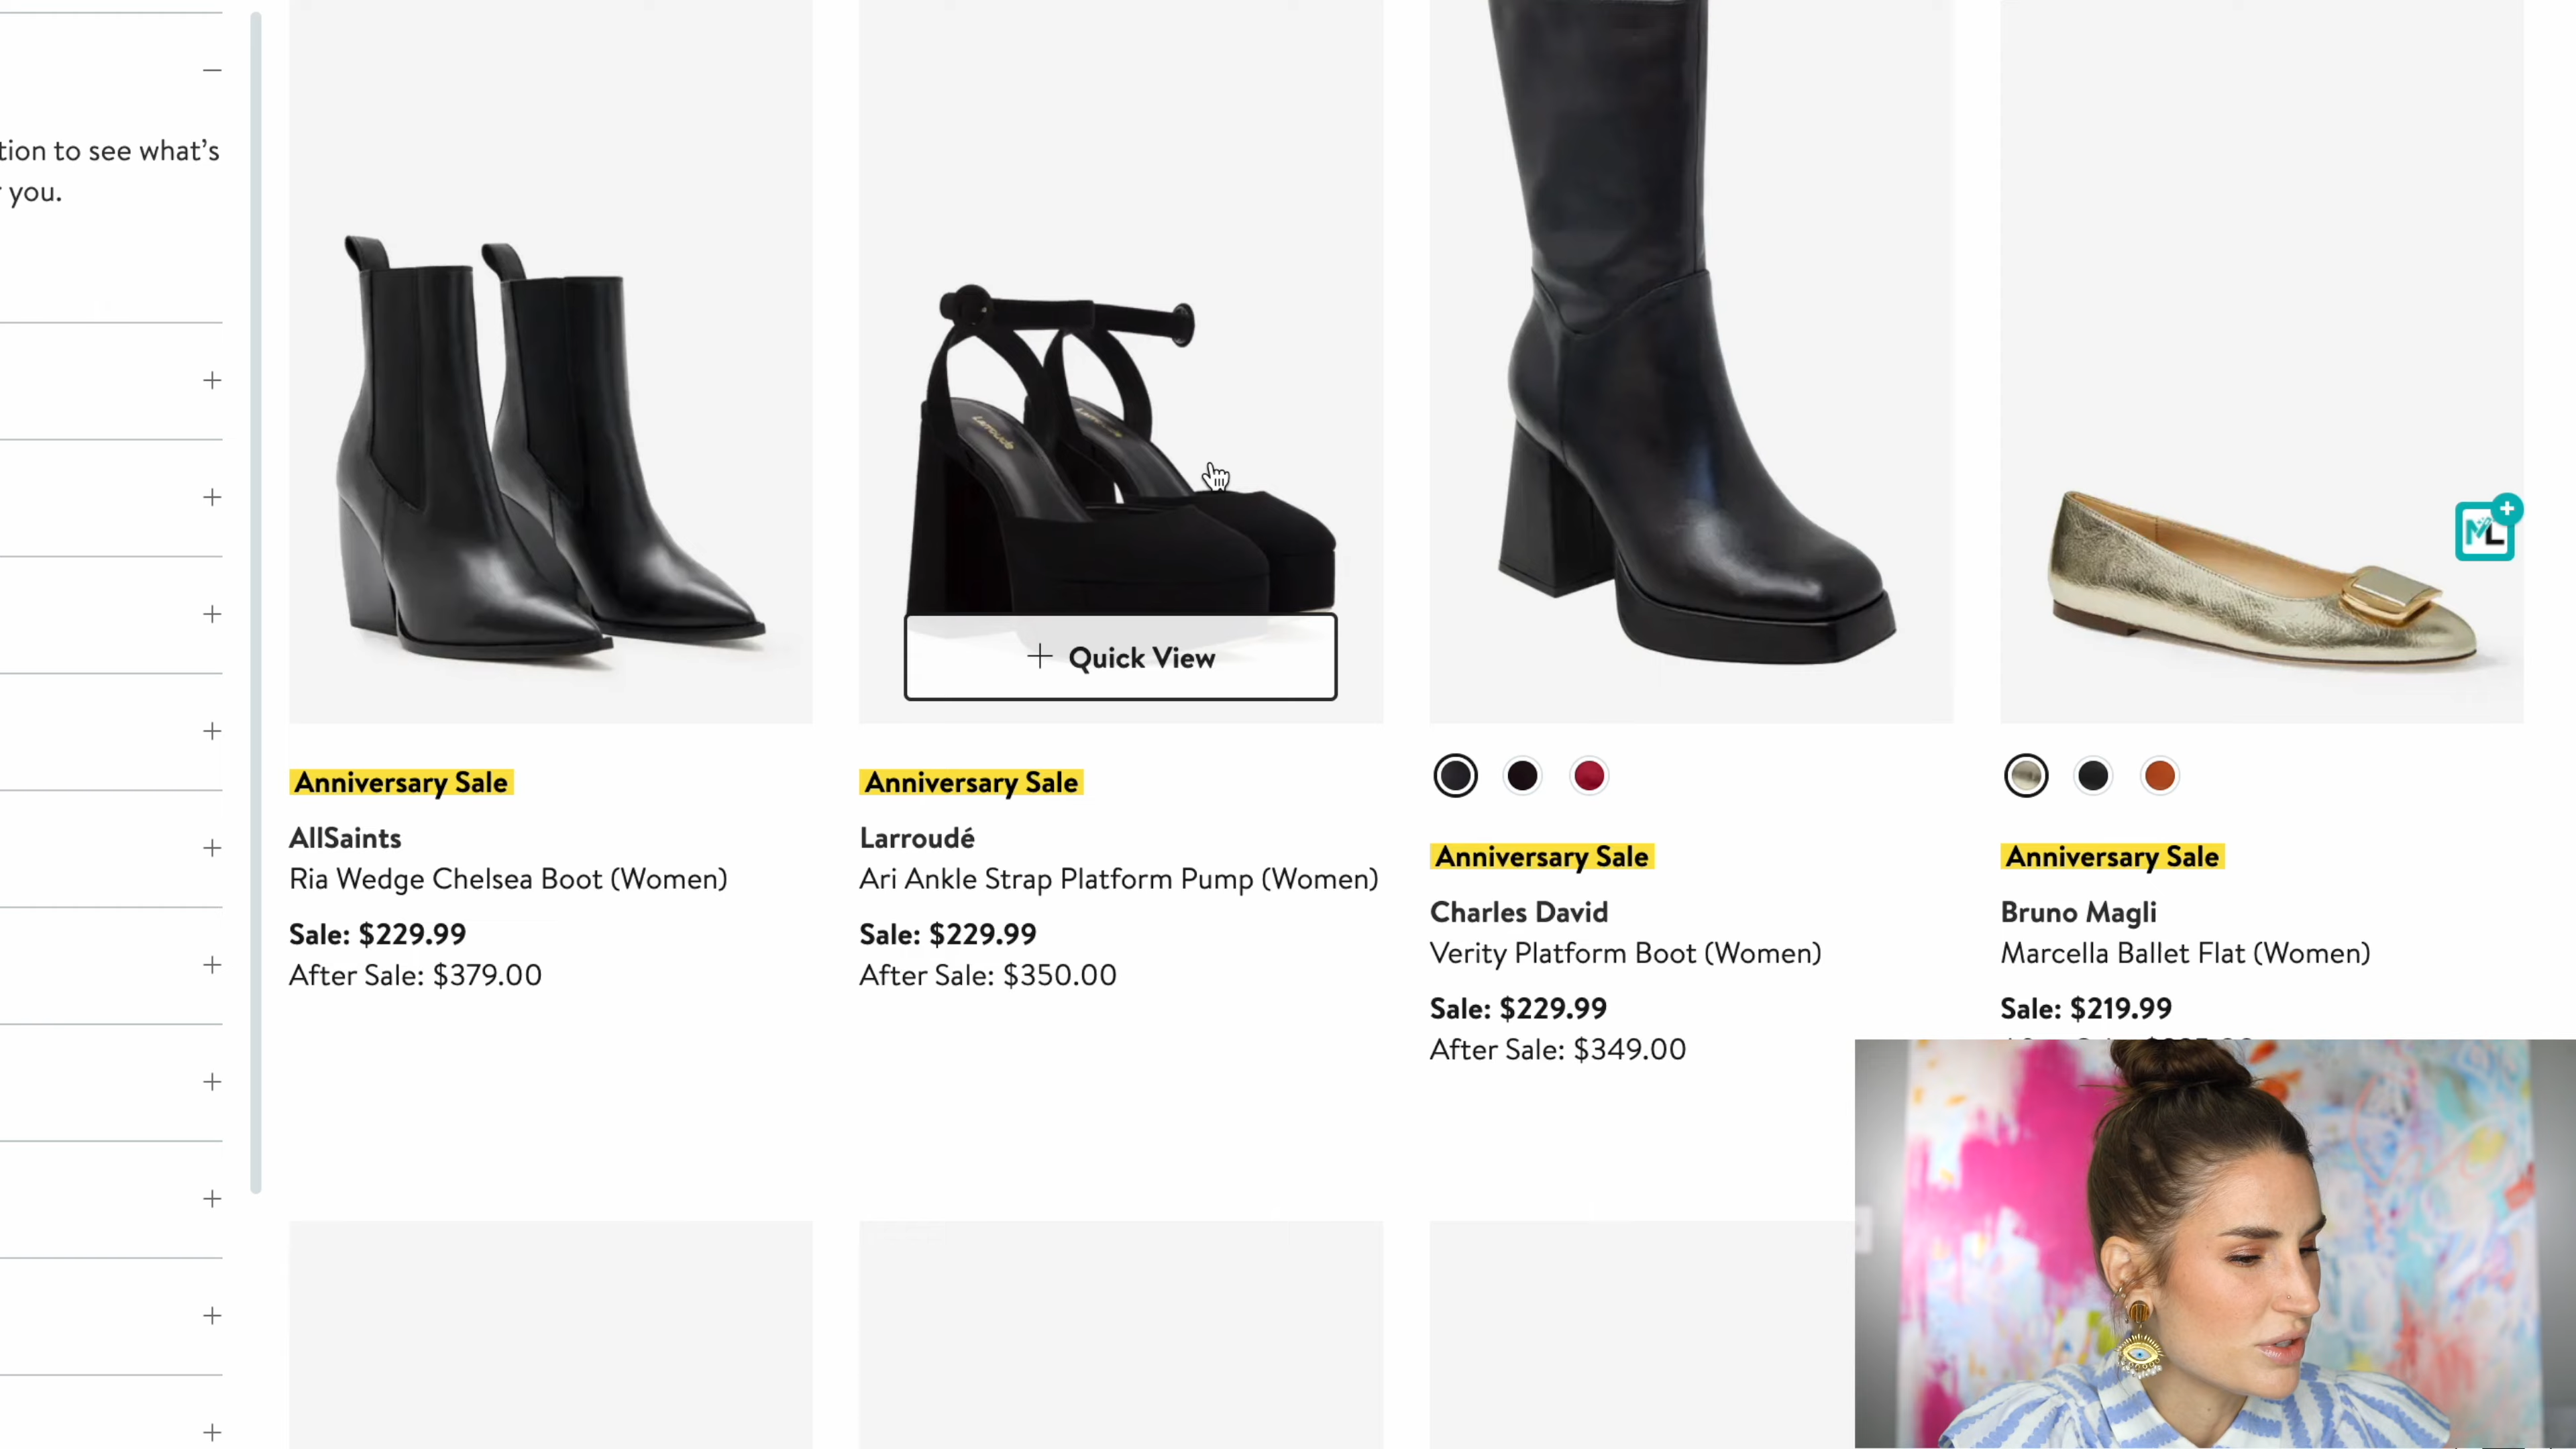 tion to see what's
you.
Larroudé
Quick View
Anniversary Sale
AllSaints
Ria Wedge Chelsea Boot (Women)
Sale: $229.99
After Sale: $379.00
Anniversary Sale
Larroudé
Ari Ankle Strap Platform Pump (Women)
Sale: $229.99
After Sale: $350.00
Anniversary Sale
Charles David
Verity Platform Boot (Women)
Sale: $229.99
After Sale: $349.00
Anniversary Sale
Bruno Magli
Marcella Ballet Flat (Women)
Sale: $219.99
ML